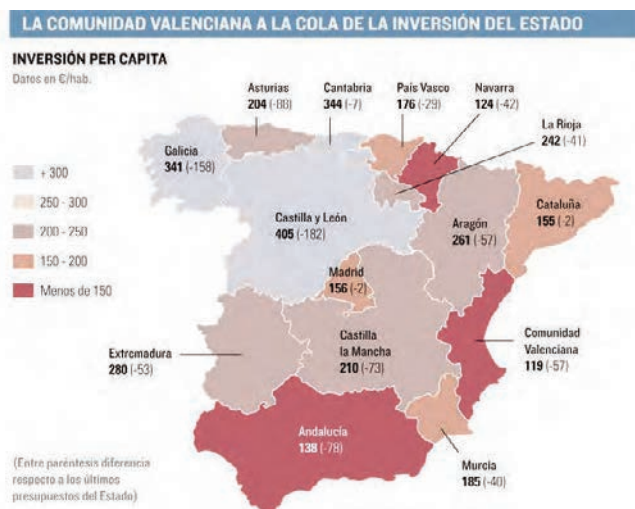 LA COMUNIDAD VALENCIANA A LA COLA DE LA INVERSIÓN DEL ESTADO
INVERSIÓN PER CAPITA
Datos en €/hab.
Asturias
204 (-88)
Cantabria
344 (-7)
País Vasco
176 (-29)
Navarra
124 (-42)
La Rioja
242 (-41)
Galicia
341 (-158)
+ 300
250 - 300
200 - 250
150 - 200
Menos de 150
Castilla y León
405 (-182)
Aragón
261 (-57)
Cataluña
155 (-2)
Madrid
156 (-2)
Extremadura
280 (-53)
Castilla
la Mancha
210 (-73)
Comunidad
Valenciana
119 (-57)
Andalucía
138 (-78)
Murcia
185 (-40)
(Entre paréntesis diferencia
respecto a los últimos
presupuestos del Estado)